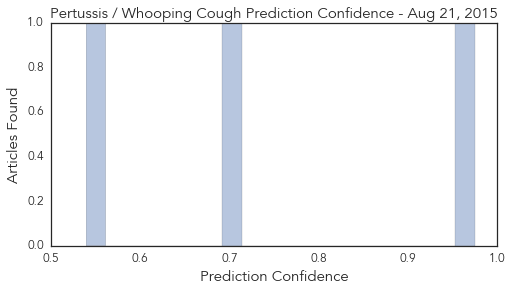 Pertussis / Whooping Cough Prediction Confidence - Aug 21, 2015
Articles Found
1.0
0.8
0.6
0.4
0.2
0.0
0.5 0.6 0.7 0.8 0.9 1.0
Prediction Confidence